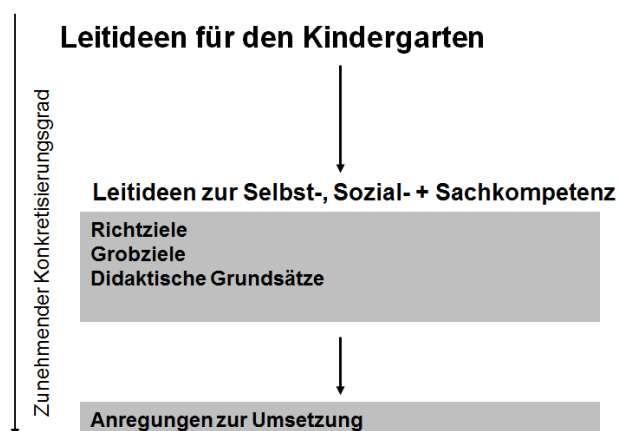 Leitideen für den Kindergarten
Zunehmender Konkretisierungsgrad
Leitideen zur Selbst-, Sozial- + Sachkompetenz
Richtziele
Grobziele
Didaktische Grundsätze
Anregungen zur Umsetzung